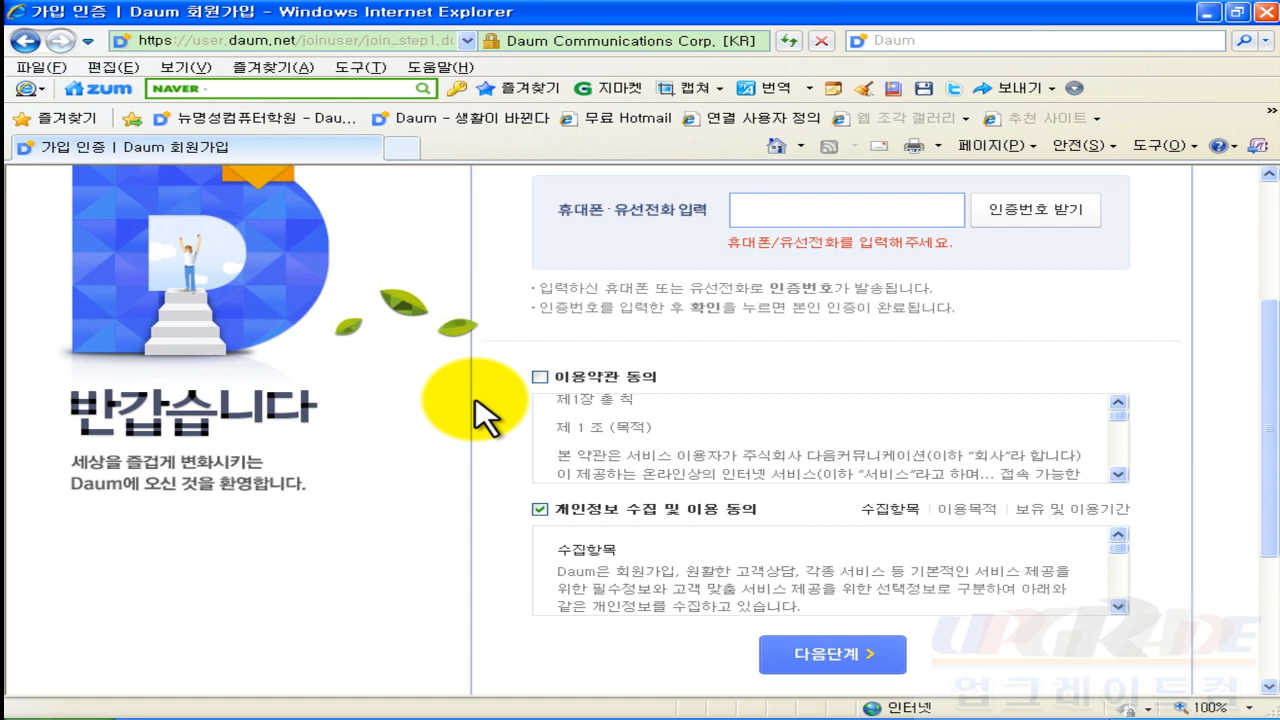 가입 인증 | Daum 회원가입 - Windows Internet Explorer
https://user.daum.net/joinuser/join_step1.do
Daum Communications Corp. [KR]
Daum
파일(F) 편집(E) 보기(V) 즐겨찾기(A) 도구(T) 도움말(H)
zum NAVER 즐겨찾기 G 지마켓 캡쳐 번역 보내기
즐겨찾기 뉴명성컴퓨터학원 - Dau... Daum - 생활이 바뀐다 무료 Hotmail 연결 사용자 정의 웹 조각 갤러리 추천 사이트
가입 인증 | Daum 회원가입 페이지(P) 안전(S) 도구(O)
휴대폰·유선전화 입력 인증번호 받기
휴대폰/유선전화를 입력해주세요.
· 입력하신 휴대폰 또는 유선전화로 인증번호가 발송됩니다.
· 인증번호를 입력한 후 확인을 누르면 본인 인증이 완료됩니다.
반갑습니다
세상을 즐겁게 변화시키는
Daum에 오신 것을 환영합니다.
이용약관 동의
제1장 총 칙
제 1 조 (목적)
본 약관은 서비스 이용자가 주식회사 다음커뮤니케이션(이하 “회사”라 합니다)
이 제공하는 온라인상의 인터넷 서비스(이하 “서비스”라고 하며... 접속 가능한
개인정보 수집 및 이용 동의 수집항목 | 이용목적 | 보유 및 이용기간
수집항목
Daum은 회원가입, 원활한 고객상담, 각종 서비스 등 기본적인 서비스 제공을
위한 필수정보와 고객 맞춤 서비스 제공을 위한 선택정보로 구분하여 아래와
같은 개인정보를 수집하고 있습니다.
다음단계 >
UPGRADE
업그레이드컴
인터넷 100%